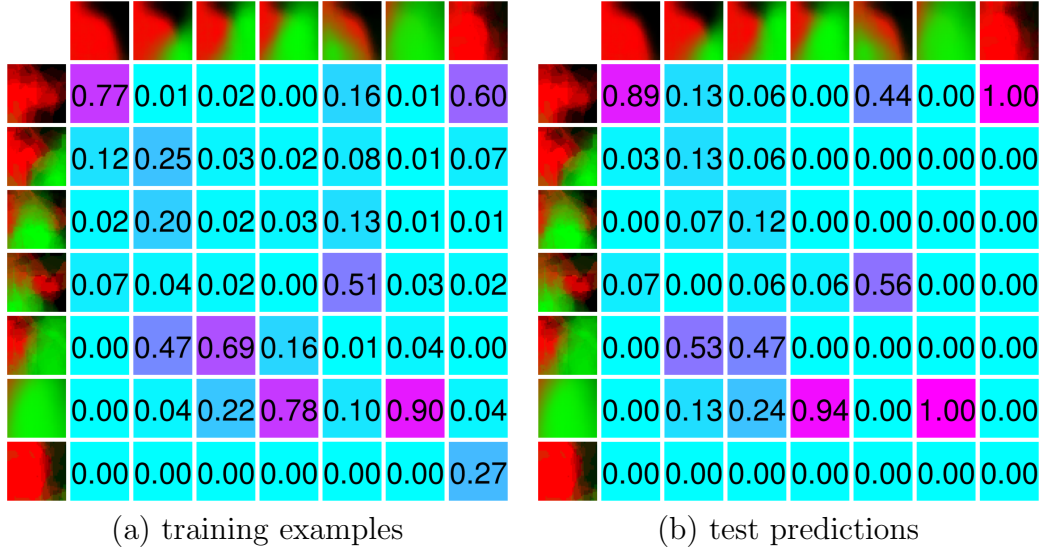 0.77 0.01 0.02 0.00 0.16 0.01 0.60 0.89 0.13 0.06 0.00 0.44 0.00 1.00
0.12 0.25 0.03 0.02 0.08 0.01 0.07 0.03 0.13 0.06 0.00 0.00 0.00 0.00
0.02 0.20 0.02 0.03 0.13 0.01 0.01 0.00 0.07 0.12 0.00 0.00 0.00 0.00
0.07 0.04 0.02 0.00 0.51 0.03 0.02 0.07 0.00 0.06 0.06 0.56 0.00 0.00
0.00 0.47 0.69 0.16 0.01 0.04 0.00 0.00 0.53 0.47 0.00 0.00 0.00 0.00
0.00 0.04 0.22 0.78 0.10 0.90 0.04 0.00 0.13 0.24 0.94 0.00 1.00 0.00
0.00 0.00 0.00 0.00 0.00 0.00 0.27 0.00 0.00 0.00 0.00 0.00 0.00 0.00
(a) training examples (b) test predictions